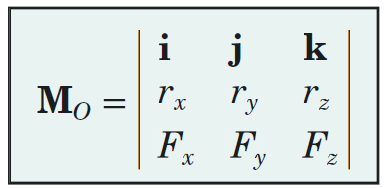 i j k
M_O = r_x r_y r_z
F_x F_y F_z